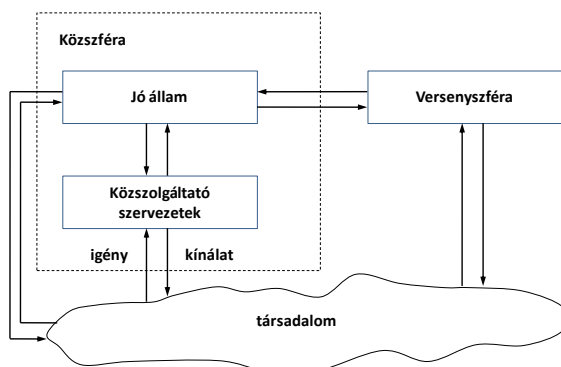 Közszféra
Jó állam
Versenyszféra
Közszolgáltató
szervezetek
igény
kínálat
társadalom